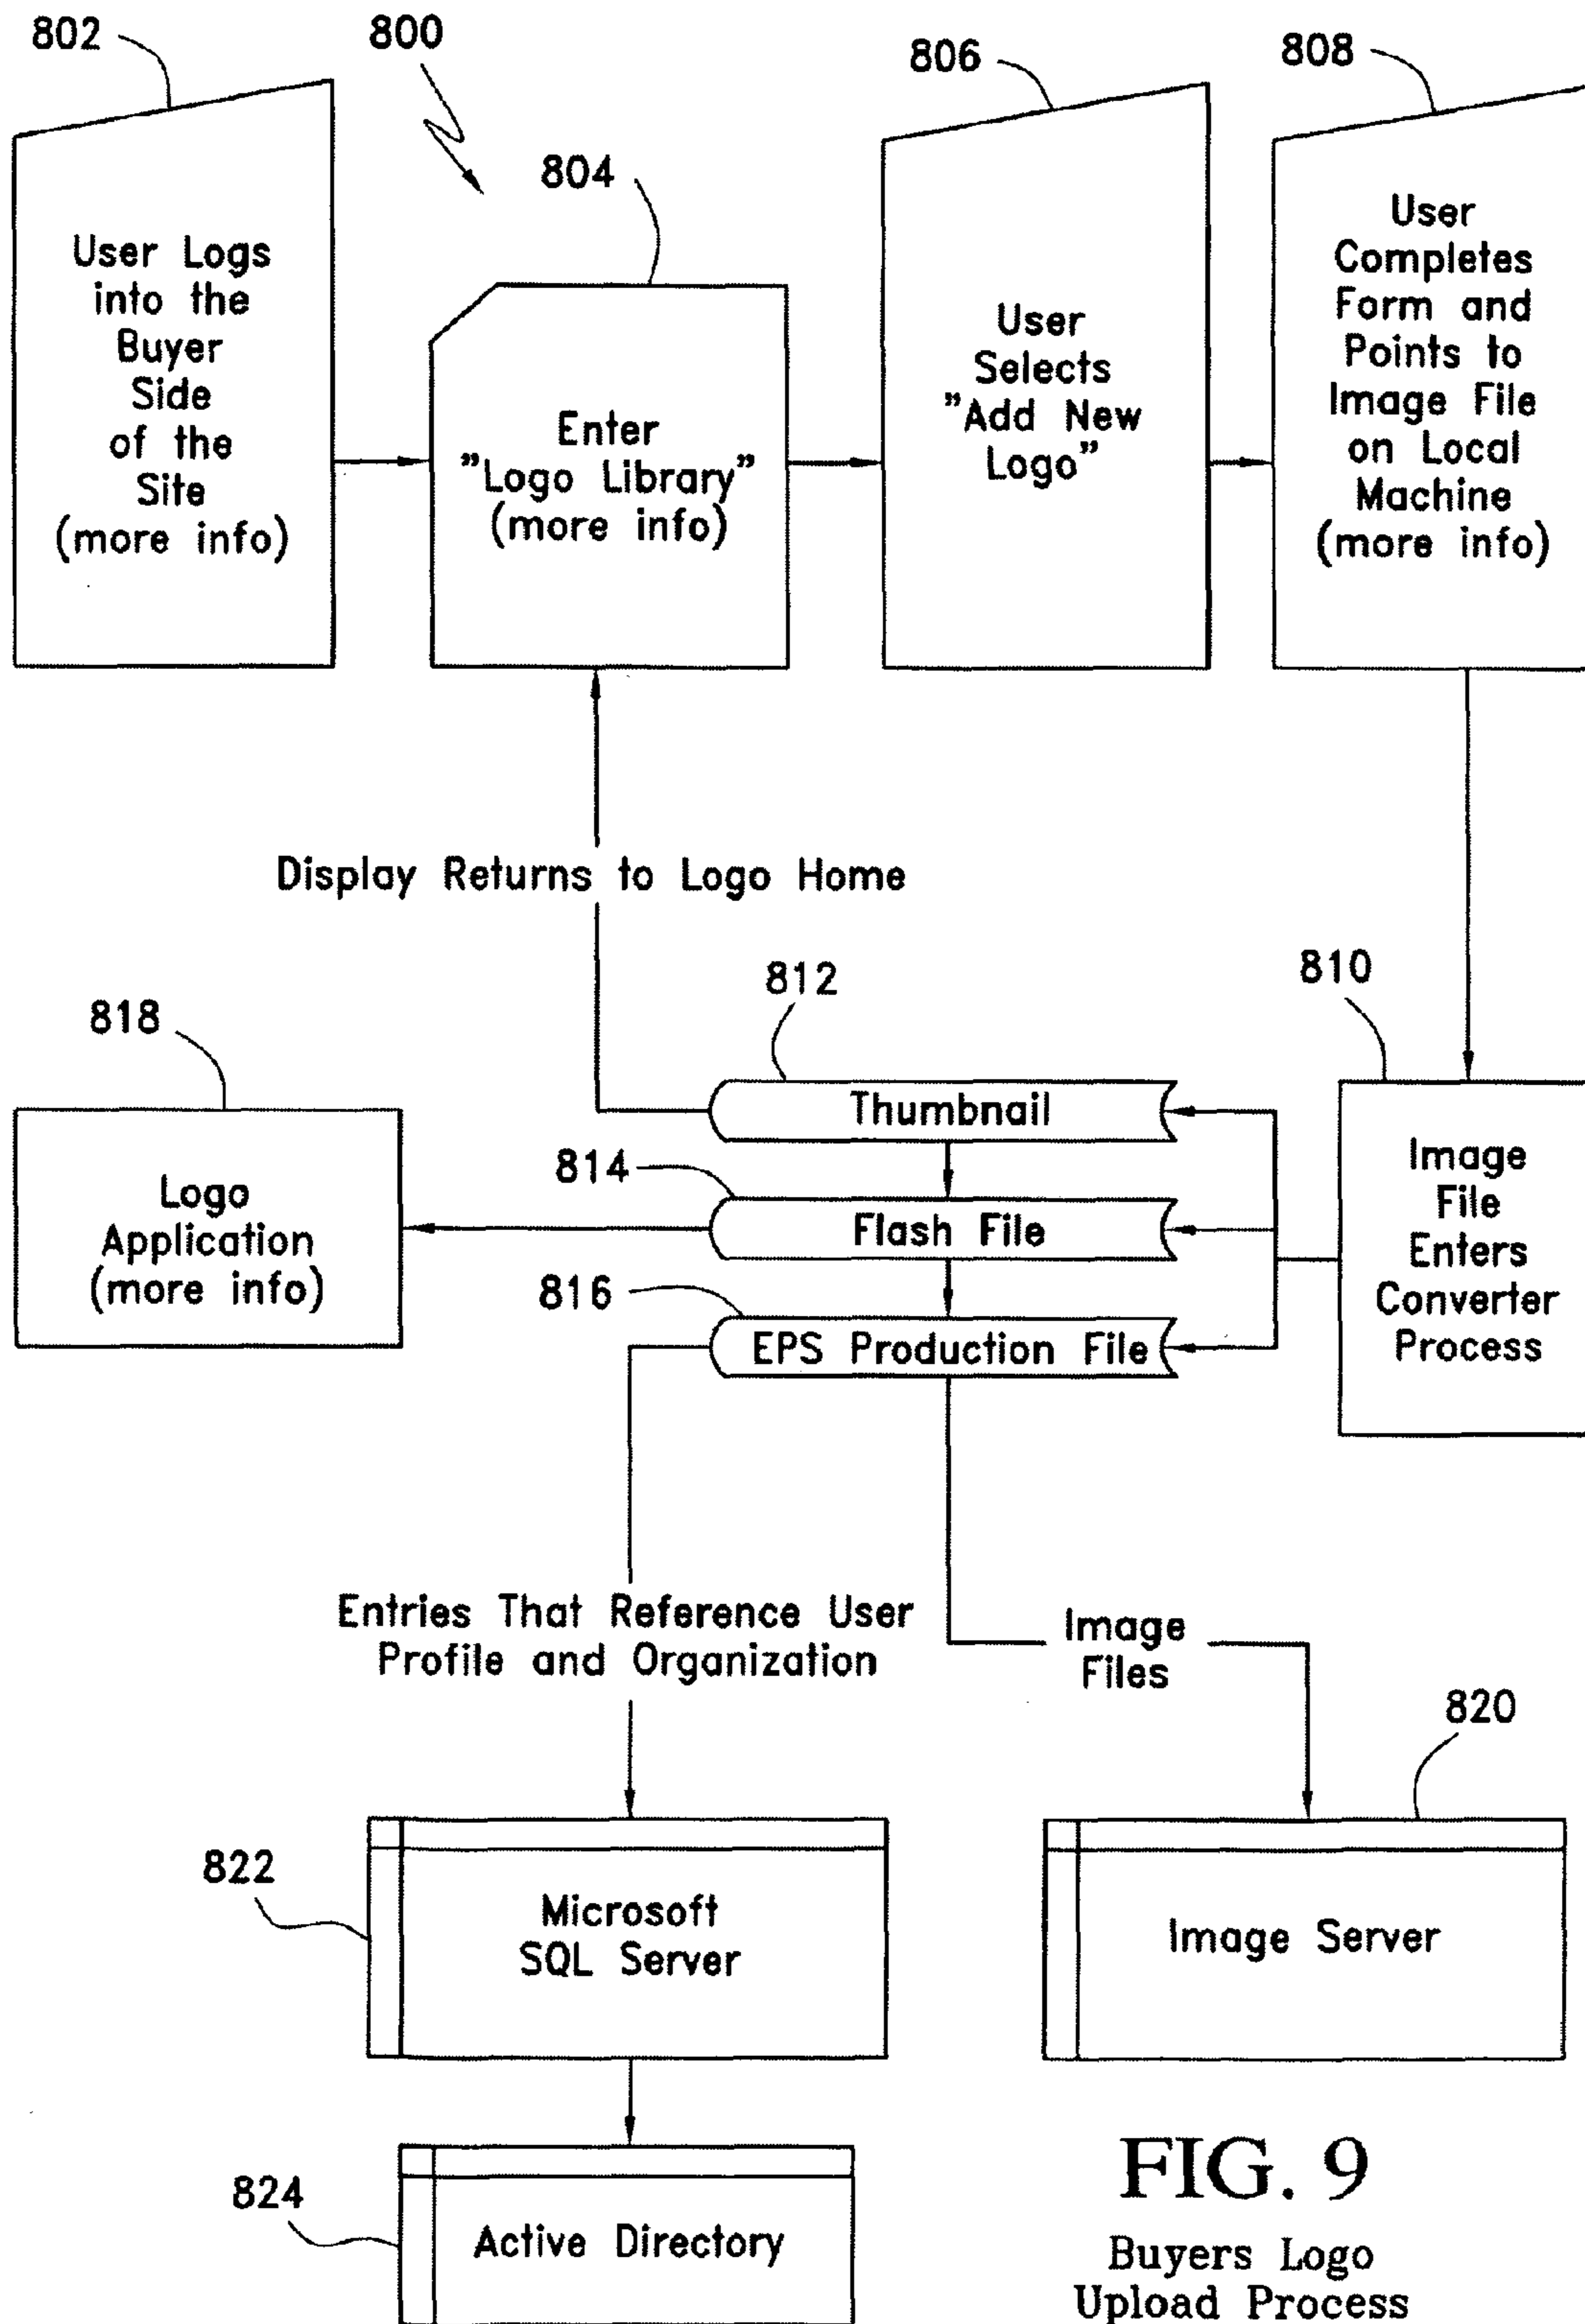 802
800
806
808
804
User Logs
into the
Buyer
Side
of the
Site
(more info)
Enter
"Logo Library"
(more info)
User
Selects
"Add New
Logo"
User
Completes
Form and
Points to
Image File
on Local
Machine
(more info)
Display Returns to Logo Home
812
810
818
Thumbnail
814
Flash File
816
EPS Production File
Logo
Application
(more info)
Image
File
Enters
Converter
Process
Entries That Reference User
Profile and Organization
Image
Files
820
822
Microsoft
SQL Server
Image Server
824
Active Directory
FIG. 9
Buyers Logo
Upload Process